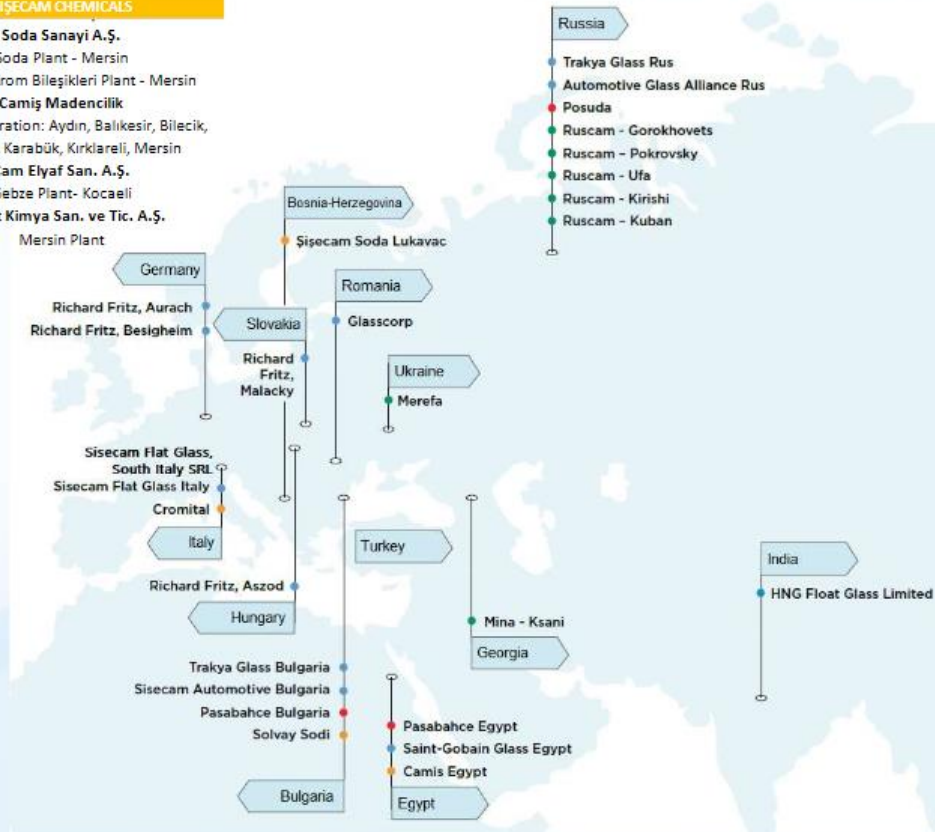 ŞİŞECAM CHEMICALS
Soda Sanayi A.Ş.
Soda Plant - Mersin
rom Bileşikleri Plant - Mersin
Camiş Madencilik
ration: Aydın, Balıkesir, Bilecik,
Karabük, Kırklareli, Mersin
Cam Elyaf San. A.Ş.
Gebze Plant- Kocaeli
Kimya San. ve Tic. A.Ş.
Mersin Plant
Russia
Trakya Glass Rus
Automotive Glass Alliance Rus
Posuda
Ruscam - Gorokhovets
Ruscam - Pokrovsky
Ruscam - Ufa
Ruscam - Kirishi
Ruscam - Kuban
Bosnia-Herzegovina
Şişecam Soda Lukavac
Germany
Richard Fritz, Aurach
Richard Fritz, Besigheim
Slovakia
Richard
Fritz,
Malacky
Romania
Glasscorp
Ukraine
Merefa
Sisecam Flat Glass,
South Italy SRL
Sisecam Flat Glass Italy
Cromital
Italy
Turkey
Richard Fritz, Aszod
Hungary
Mina - Ksani
Georgia
India
HNG Float Glass Limited
Trakya Glass Bulgaria
Sisecam Automotive Bulgaria
Pasabahce Bulgaria
Solvay Sodi
Bulgaria
Pasabahce Egypt
Saint-Gobain Glass Egypt
Camis Egypt
Egypt